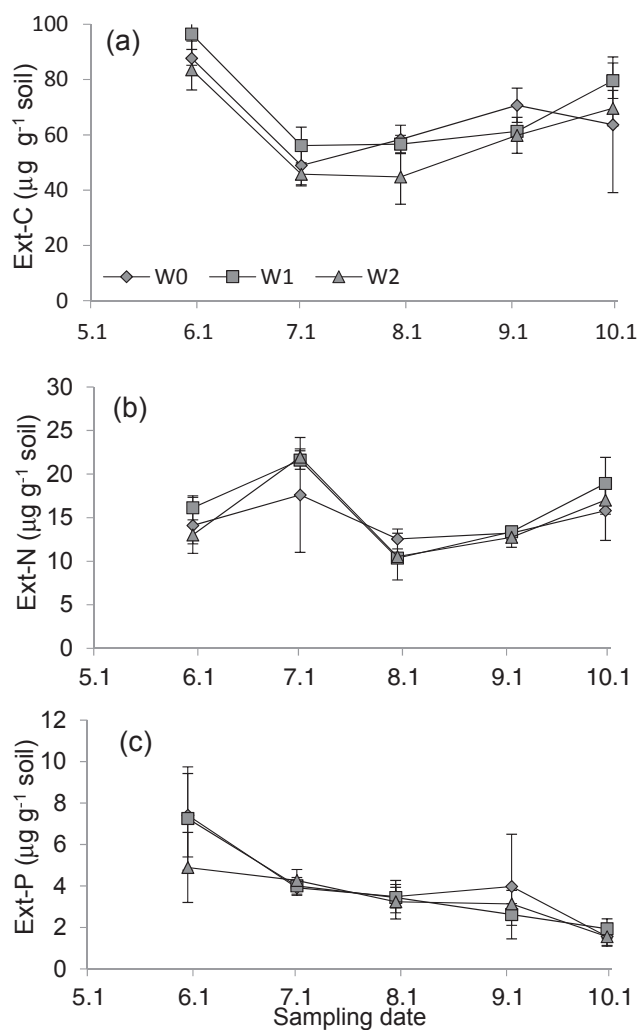 (a)
100
80
60
40
20
0
Ext-C (µg g-1 soil)
W0 W1 W2
5.1 6.1 7.1 8.1 9.1 10.1
(b)
30
25
20
15
10
5
0
Ext-N (µg g-1 soil)
5.1 6.1 7.1 8.1 9.1 10.1
(c)
12
10
8
6
4
2
0
Ext-P (µg g-1 soil)
5.1 6.1 7.1 8.1 9.1 10.1
Sampling date